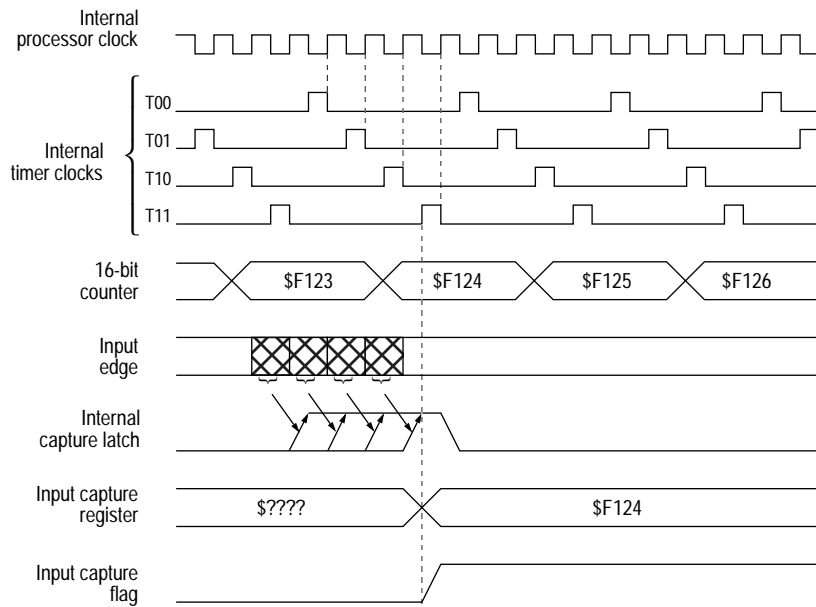 Internal
processor clock
T00
T01
Internal
timer clocks
T10
T11
16-bit
counter
$F123
$F124
$F125
$F126
Input
edge
Internal
capture latch
Input capture
register
$????
$F124
Input capture
flag